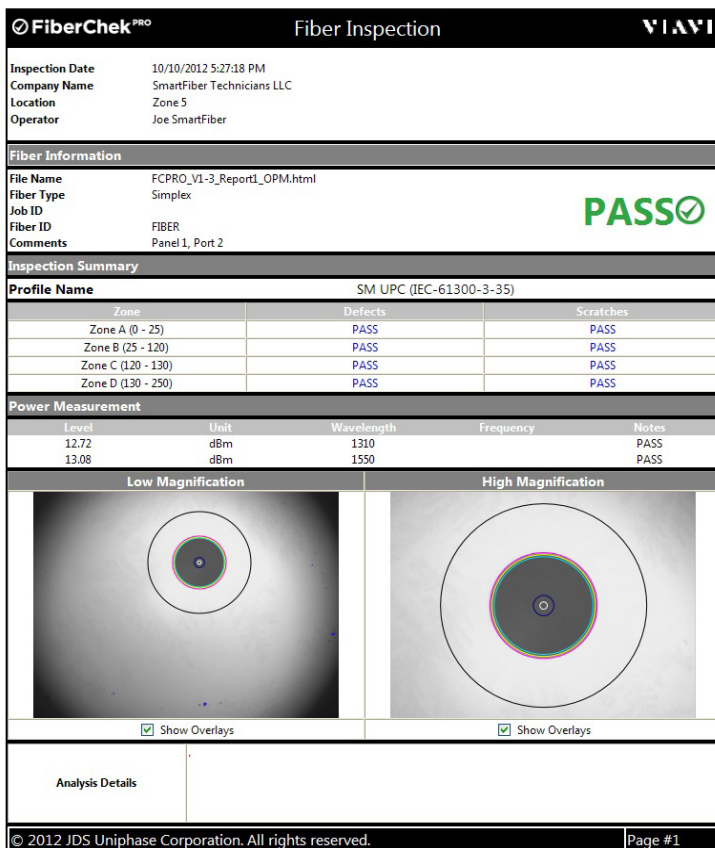 FiberChek PRO Fiber Inspection VIAVI
Inspection Date 10/10/2012 5:27:18 PM
Company Name SmartFiber Technicians LLC
Location Zone 5
Operator Joe SmartFiber
Fiber Information
File Name FCPRO_V1-3_Report1_OPM.html
Fiber Type Simplex
Job ID
Fiber ID FIBER
Comments Panel 1, Port 2
PASS
Inspection Summary
Profile Name SM UPC (IEC-61300-3-35)
Zone Defects Scratches
Zone A (0 - 25) PASS PASS
Zone B (25 - 120) PASS PASS
Zone C (120 - 130) PASS PASS
Zone D (130 - 250) PASS PASS
Power Measurement
Level Unit Wavelength Frequency Notes
12.72 dBm 1310 PASS
13.08 dBm 1550 PASS
Low Magnification High Magnification
Show Overlays Show Overlays
Analysis Details
© 2012 JDS Uniphase Corporation. All rights reserved. Page #1